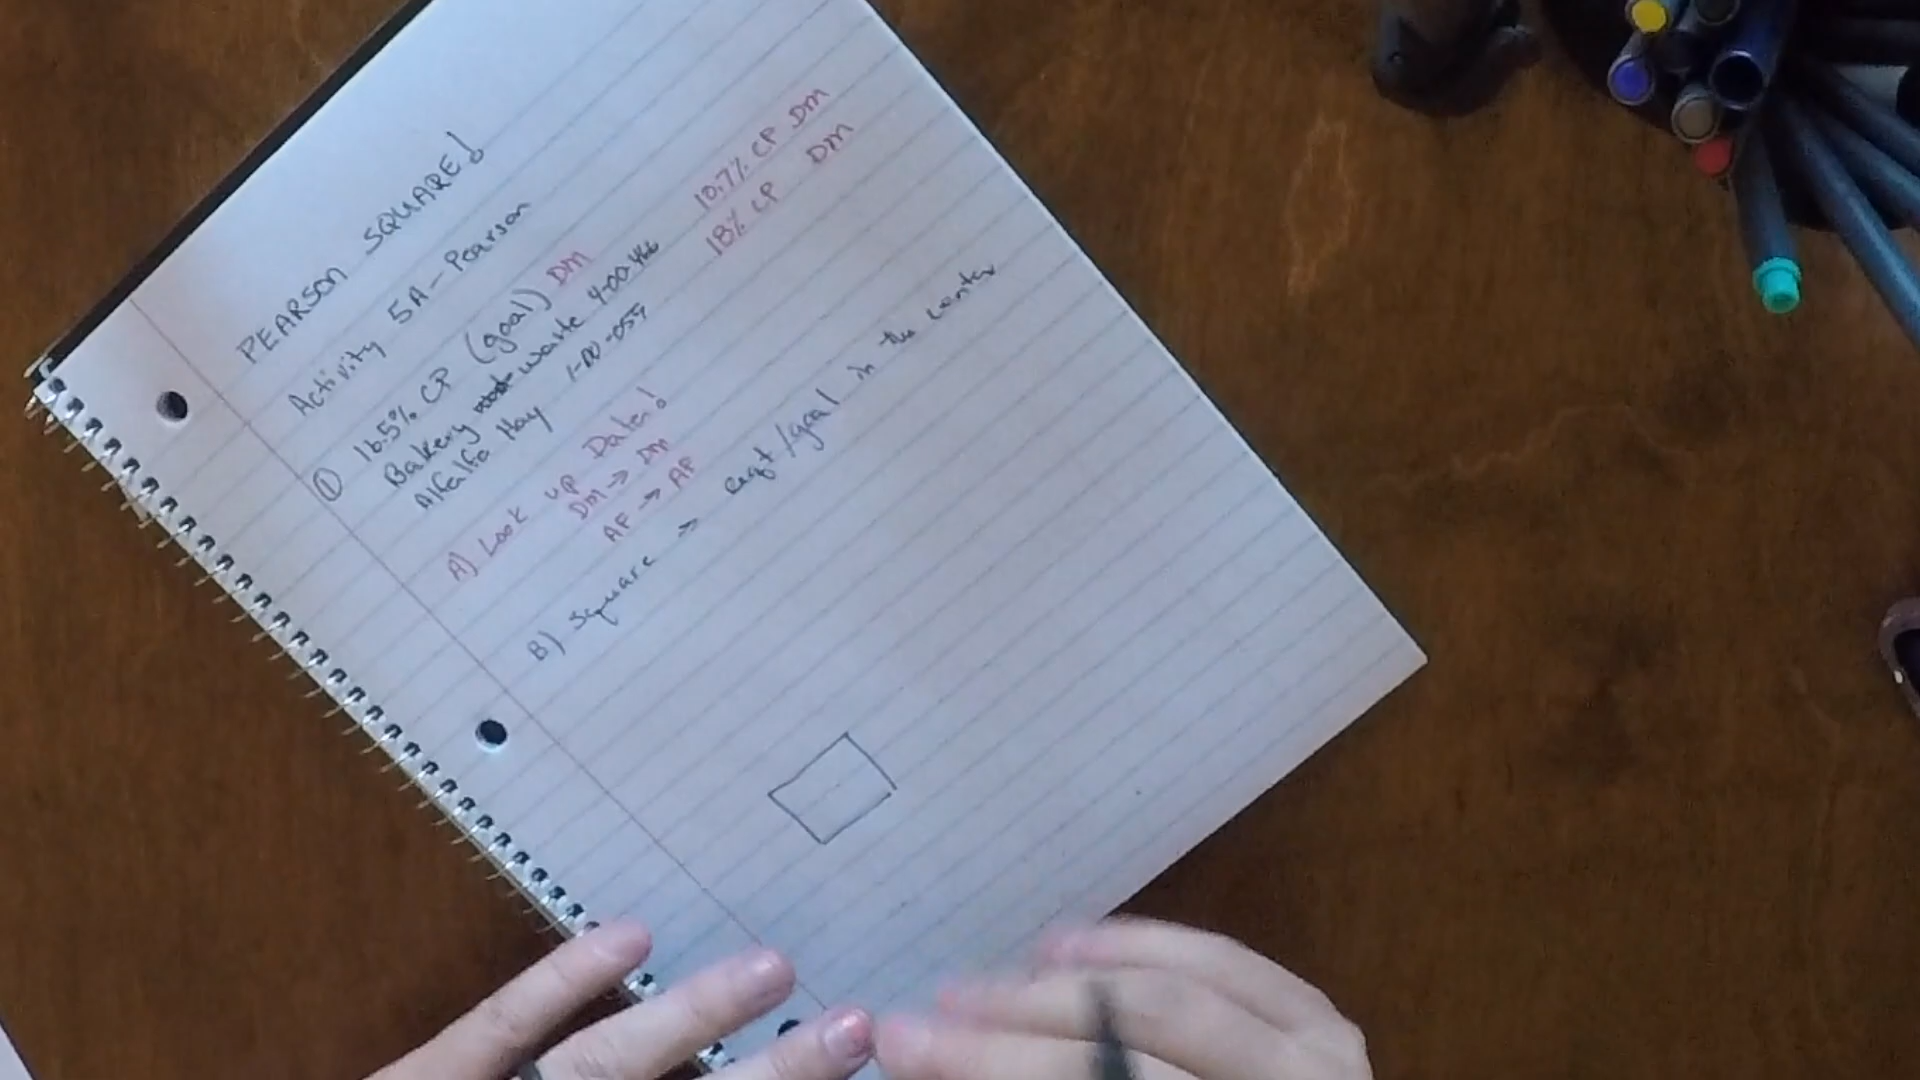 PEARSON SQUARE!
Activity 5A - Pearson
① 16.5% CP (goal) DM
Bakery waste 4-00-466 10.7% CP DM
Alfalfa Hay 1-00-059 18% CP DM
A) Look up Data!
DM → DM
AF → AF
B) Square → reqt/goal in the center